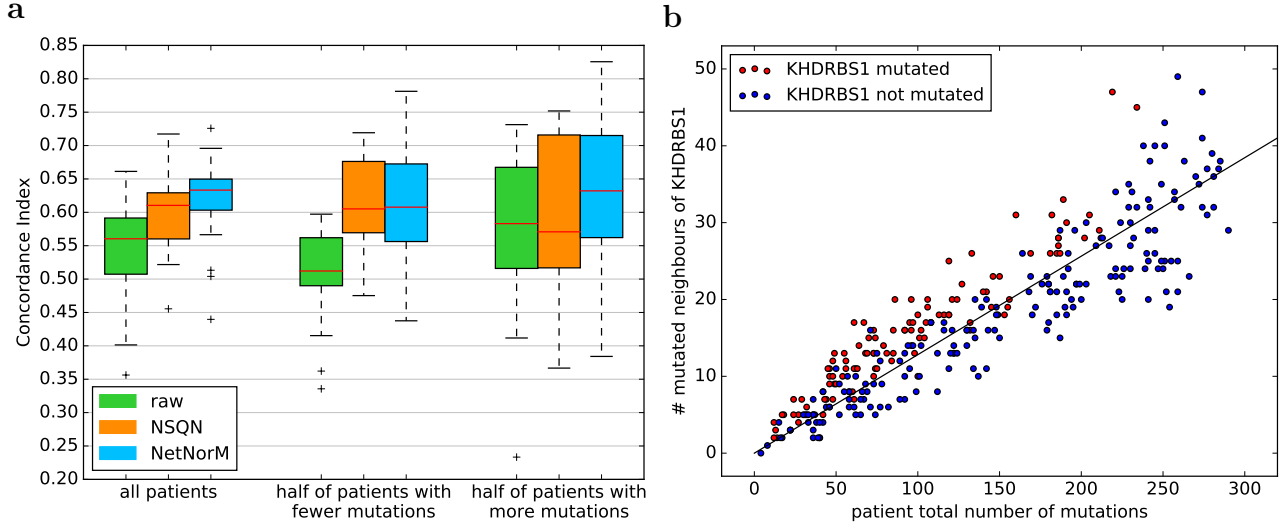 a
Concordance Index
0.85
0.80
0.75
0.70
0.65
0.60
0.55
0.50
0.45
0.40
0.35
0.30
0.25
0.20
raw
NSQN
NetNorM
all patients
half of patients with
fewer mutations
half of patients with
more mutations
b
# mutated neighbours of KHDRBS1
50
40
30
20
10
0
KHDRBS1 mutated
KHDRBS1 not mutated
0 50 100 150 200 250 300
patient total number of mutations